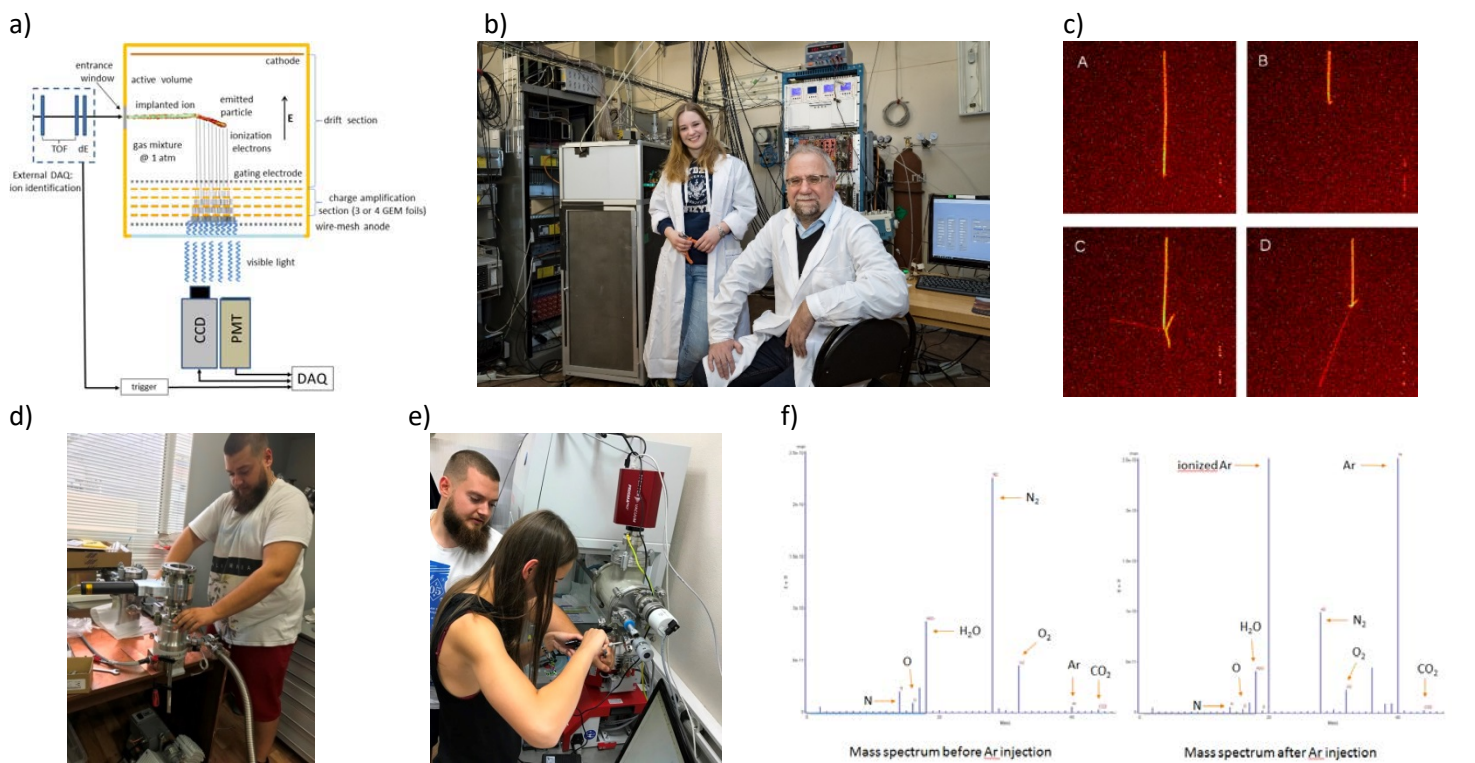 a)
cathode
entrance
window
active volume
implanted ion
emitted
particle
E
drift section
ionization
electrons
TOF
dE
gas mixture
@ 1 atm
External DAQ:
ion identification
gating electrode
charge amplification
section (3 or 4 GEM foils)
wire-mesh anode
visible light
CCD
PMT
DAQ
trigger
b)
c)
A
B
C
D
d)
e)
f)
N₂
H₂O
O₂
O
N
Ar
CO₂
Mass spectrum before Ar injection
ionized Ar
Ar
N₂
H₂O
O₂
O
N
CO₂
Mass spectrum after Ar injection